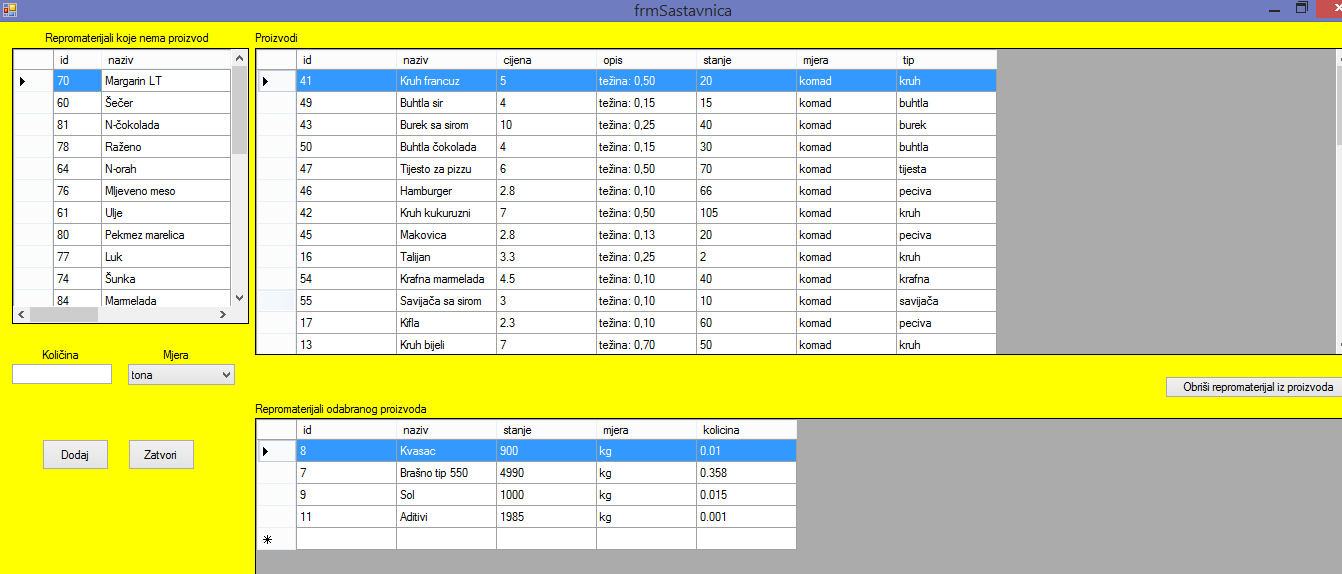 frmSastavnica
Repromaterijali koje nema proizvod
id naziv
70 Margarin LT
60 Šečer
81 N-čokolada
78 Raženo
64 N-orah
76 Mljeveno meso
61 Ulje
80 Pekmez marelica
77 Luk
74 Šunka
84 Marmelada
Količina Mjera
tona
Dodaj Zatvori
Proizvodi
id naziv cijena opis stanje mjera tip
41 Kruh francuz 5 težina: 0,50 20 komad kruh
49 Buhtla sir 4 težina: 0,15 15 komad buhtla
43 Burek sa sirom 10 težina: 0,25 40 komad burek
50 Buhtla čokolada 4 težina: 0,15 30 komad buhtla
47 Tijesto za pizzu 6 težina: 0,50 70 komad tijesta
46 Hamburger 2.8 težina: 0,10 66 komad peciva
42 Kruh kukuruzni 7 težina: 0,50 105 komad kruh
45 Makovica 2.8 težina: 0,13 20 komad peciva
16 Talijan 3.3 težina: 0,25 2 komad kruh
54 Krafna marmelada 4.5 težina: 0,10 40 komad krafna
55 Savijača sa sirom 3 težina: 0,10 10 komad savijača
17 Kifla 2.3 težina: 0,10 60 komad peciva
13 Kruh bijeli 7 težina: 0,70 50 komad kruh
Obriši repromaterijal iz proizvoda
Repromaterijali odabranog proizvoda
id naziv stanje mjera kolicina
8 Kvasac 900 kg 0.01
7 Brašno tip 550 4990 kg 0.358
9 Sol 1000 kg 0.015
11 Aditivi 1985 kg 0.001